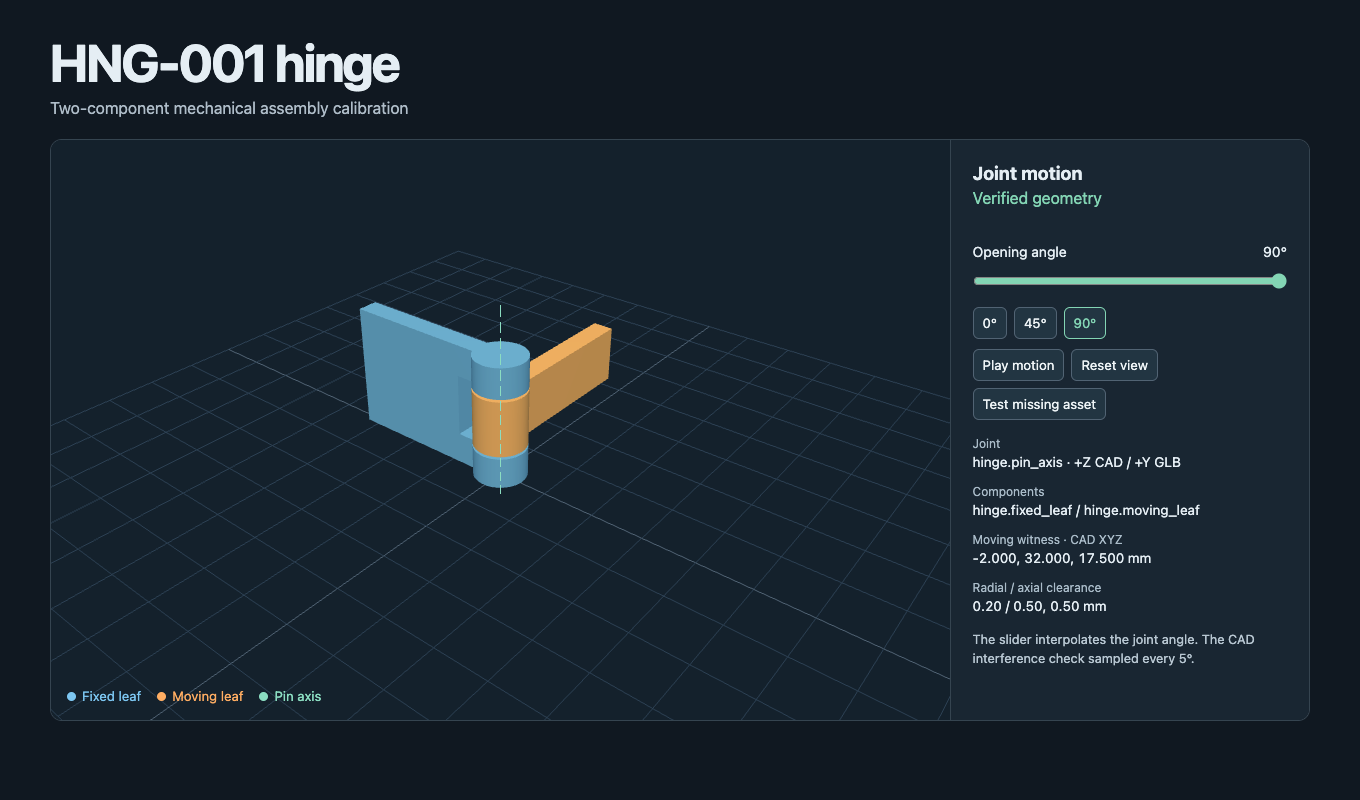 HNG-001 hinge
Two-component mechanical assembly calibration
Joint motion
Verified geometry
Opening angle 90°
0° 45° 90°
Play motion Reset view
Test missing asset
Joint
hinge.pin_axis · +Z CAD / +Y GLB
Components
hinge.fixed_leaf / hinge.moving_leaf
Moving witness · CAD XYZ
-2.000, 32.000, 17.500 mm
Radial / axial clearance
0.20 / 0.50, 0.50 mm
The slider interpolates the joint angle. The CAD
interference check sampled every 5°.
Fixed leaf Moving leaf Pin axis